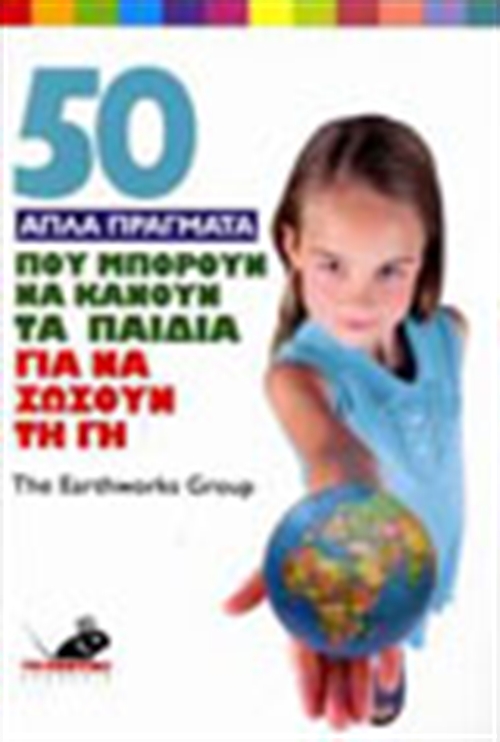 50
ΑΠΛΑ ΠΡΑΓΜΑΤΑ
ΠΟΥ ΜΠΟΡΟΥΝ
ΝΑ ΚΑΝΟΥΝ
ΤΑ ΠΑΙΔΙΑ
ΓΙΑ ΝΑ
ΣΩΣΟΥΝ
ΤΗ ΓΗ
The Earthworks Group